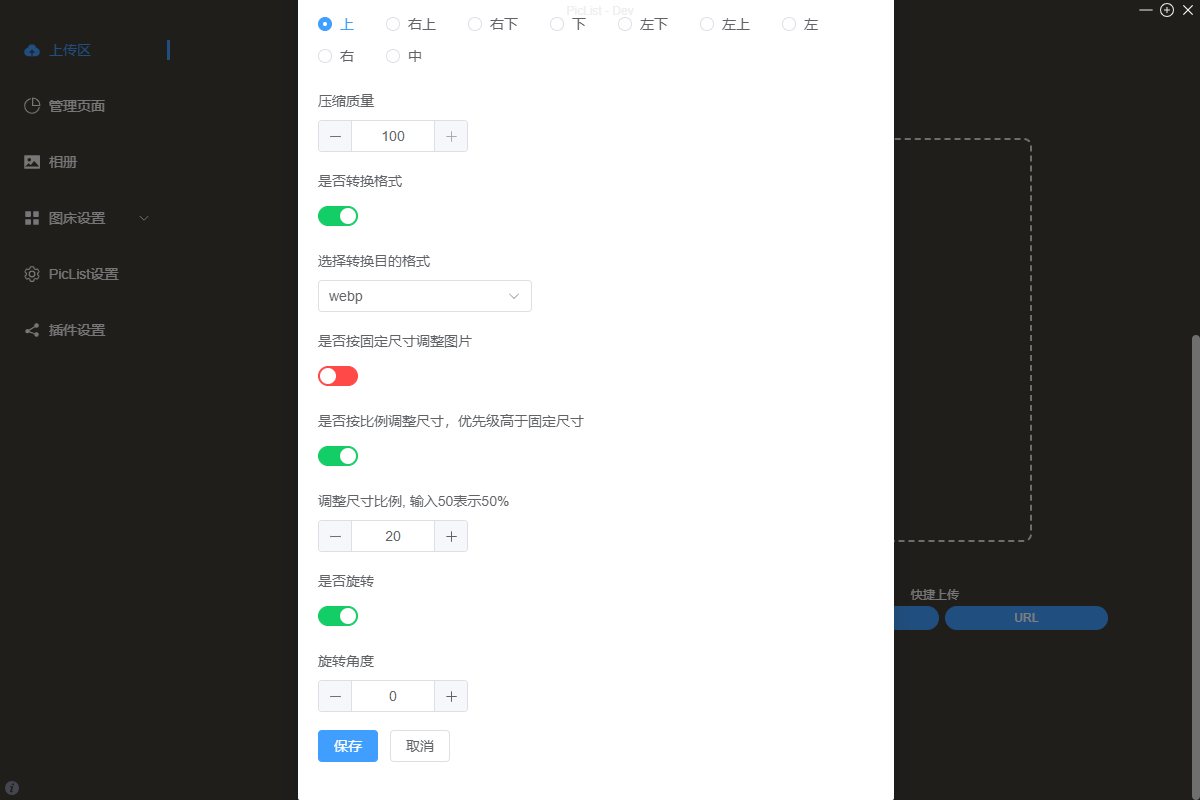 PicList - Dev
上 右上 右下 下 左下 左上 左
右 中
上传区
管理页面
相册
图床设置
PicList设置
插件设置
压缩质量
100
是否转换格式
选择转换目的格式
webp
是否按固定尺寸调整图片
是否按比例调整尺寸，优先级高于固定尺寸
调整尺寸比例, 输入50表示50%
20
是否旋转
旋转角度
0
保存 取消
快捷上传
URL